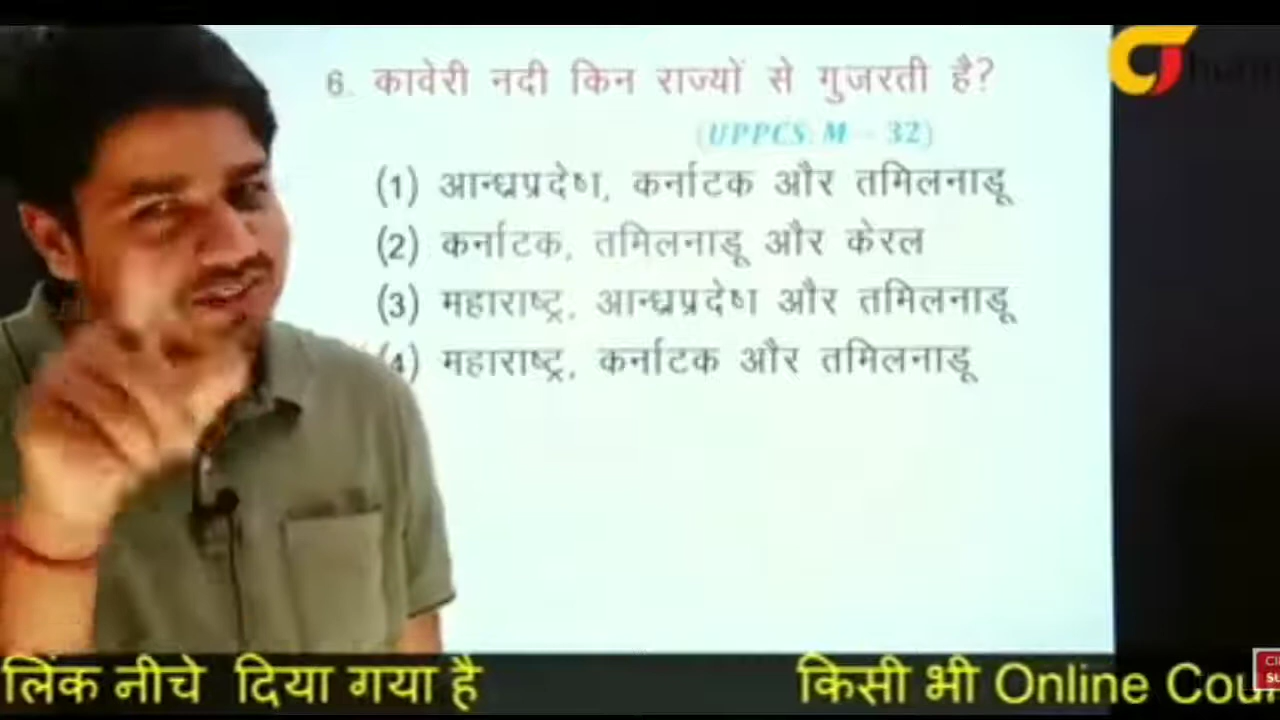 6. कावेरी नदी किन राज्यों से गुजरती है?
(UPPCS: M - 32)
(1) आन्ध्रप्रदेश, कर्नाटक और तमिलनाडू
(2) कर्नाटक, तमिलनाडू और केरल
(3) महाराष्ट्र, आन्ध्रप्रदेश और तमिलनाडू
(4) महाराष्ट्र, कर्नाटक और तमिलनाडू
लिंक नीचे दिया गया है
किसी भी Online